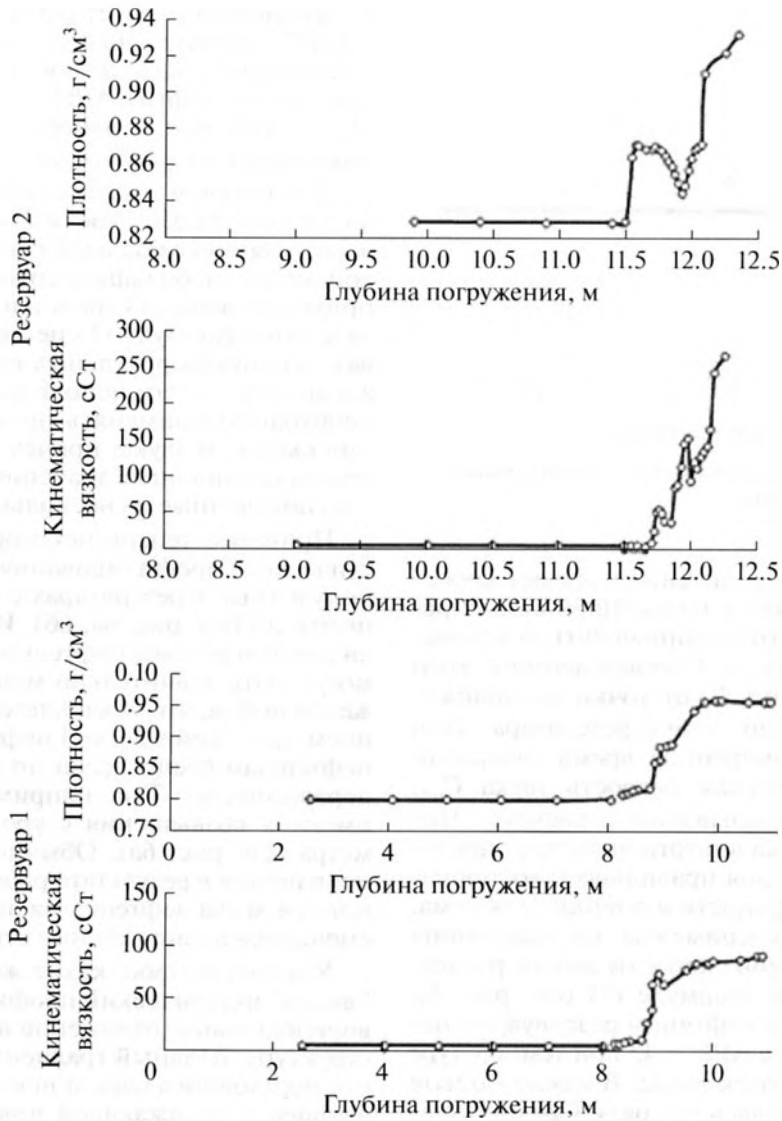 Резервуар 2
Плотность, г/см³
0.94
0.92
0.90
0.88
0.86
0.84
0.82
8.0 8.5 9.0 9.5 10.0 10.5 11.0 11.5 12.0 12.5
Глубина погружения, м
Кинематическая
вязкость, сСт
300
250
200
150
100
50
0
8.0 8.5 9.0 9.5 10.0 10.5 11.0 11.5 12.0 12.5
Глубина погружения, м
Резервуар 1
Плотность, г/см³
0.10
0.95
0.90
0.85
0.80
0.75
0 2 4 6 8 10
Глубина погружения, м
Кинематическая
вязкость, сСт
150
100
50
0
2 4 6 8 10
Глубина погружения, м